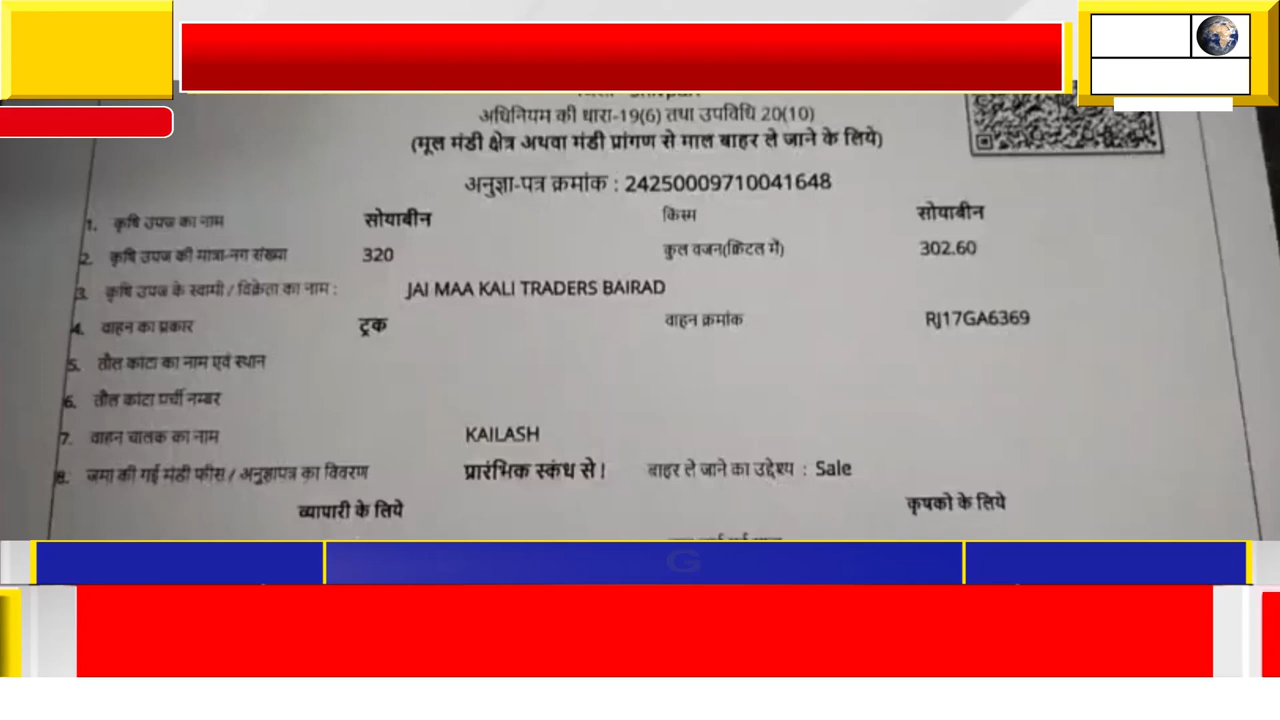 अधिनियम की धारा-19(6) तथा उपविधि 20(10)
(मूल मंडी क्षेत्र अथवा मंडी प्रांगण से माल बाहर ले जाने के लिये)
अनुज्ञा-पत्र क्रमांक : 24250009710041648
1. कृषि उपज का नाम सोयाबीन किस्म सोयाबीन
2. कृषि उपज की मात्रा-नग संख्या 320 कुल वजन(क्विंटल में) 302.60
3. कृषि उपज के स्वामी / विक्रेता का नाम : JAI MAA KALI TRADERS BAIRAD
4. वाहन का प्रकार ट्रक वाहन क्रमांक RJ17GA6369
5. तौल कांटा का नाम एवं स्थान
6. तौल कांटा पर्ची नम्बर
7. वाहन चालक का नाम KAILASH
8. जमा की गई मंडी फीस / अनुज्ञापत्र का विवरण प्रारंभिक स्कंध से ! बाहर ले जाने का उद्देश्य : Sale
व्यापारी के लिये कृषको के लिये
G